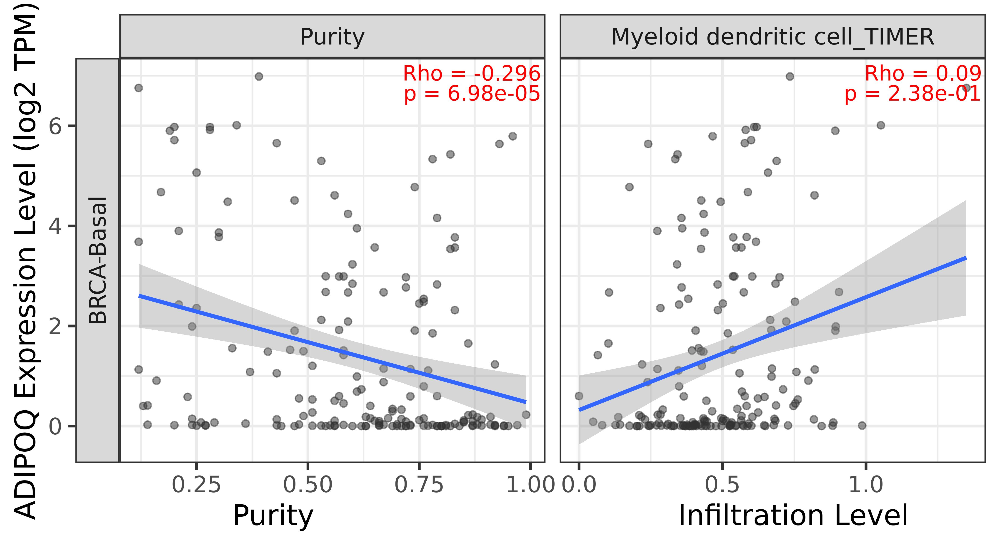 ADIPOQ Expression Level (log2 TPM)
BRCA-Basal
Purity
Rho = -0.296
p = 6.98e-05
Myeloid dendritic cell_TIMER
Rho = 0.09
p = 2.38e-01
6
4
2
0
0.25 0.50 0.75 1.00
0.0 0.5 1.0
Purity
Infiltration Level